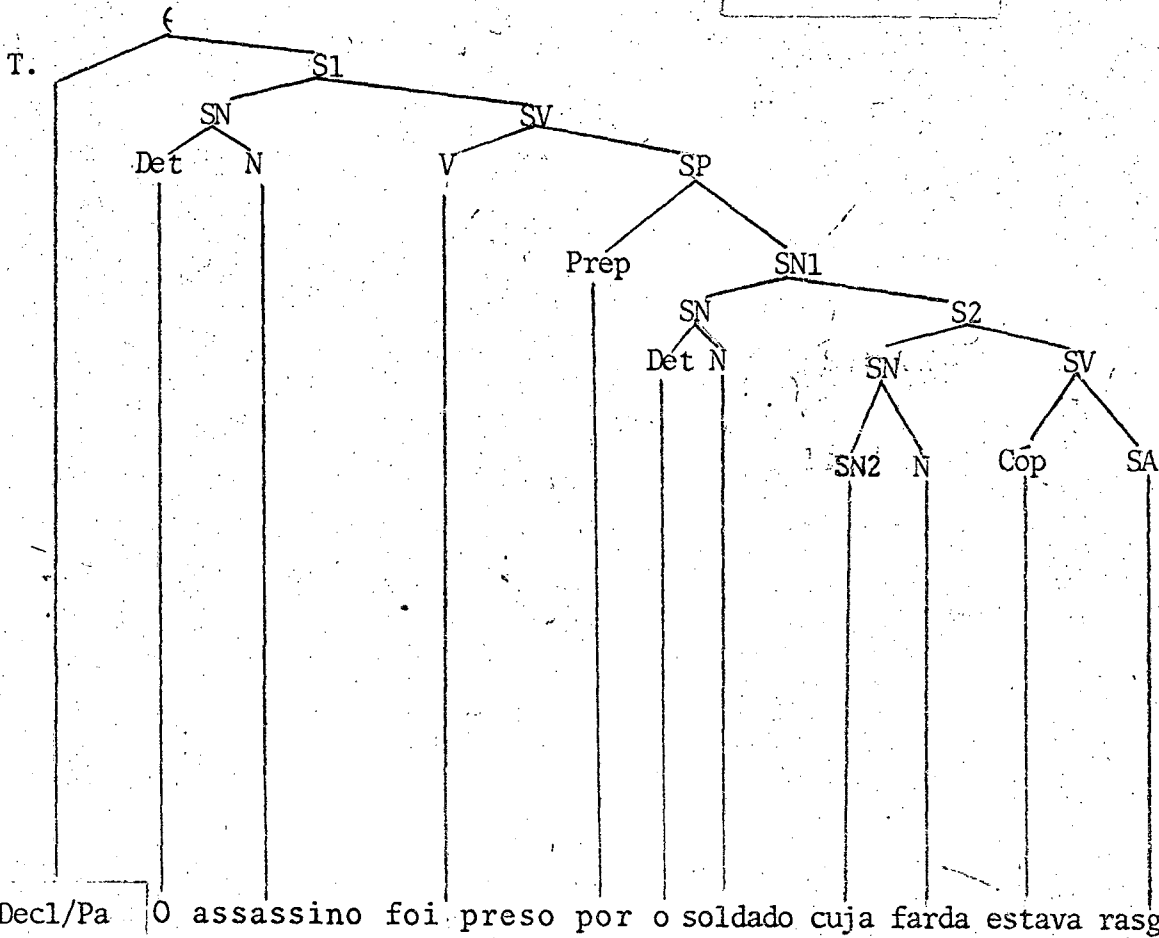 Є
T.
S1
SN SV
Det N V SP
Prep SN1
SN S2
Det N SN SV
SN2 N Cop SA
Decl/Pa O assassino foi preso por o soldado cuja farda estava rasg